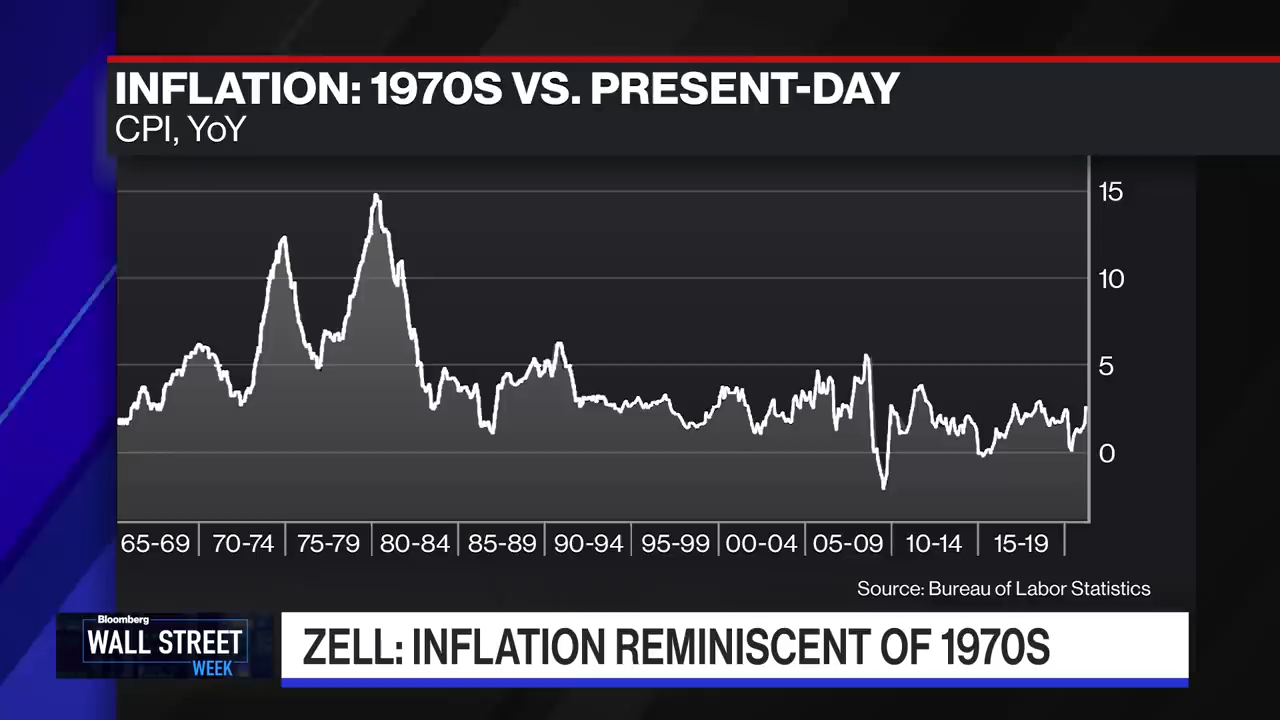 INFLATION: 1970S VS. PRESENT-DAY
CPI, YoY
15
10
5
0
65-69 70-74 75-79 80-84 85-89 90-94 95-99 00-04 05-09 10-14 15-19
Source: Bureau of Labor Statistics
Bloomberg
WALL STREET
WEEK
ZELL: INFLATION REMINISCENT OF 1970S